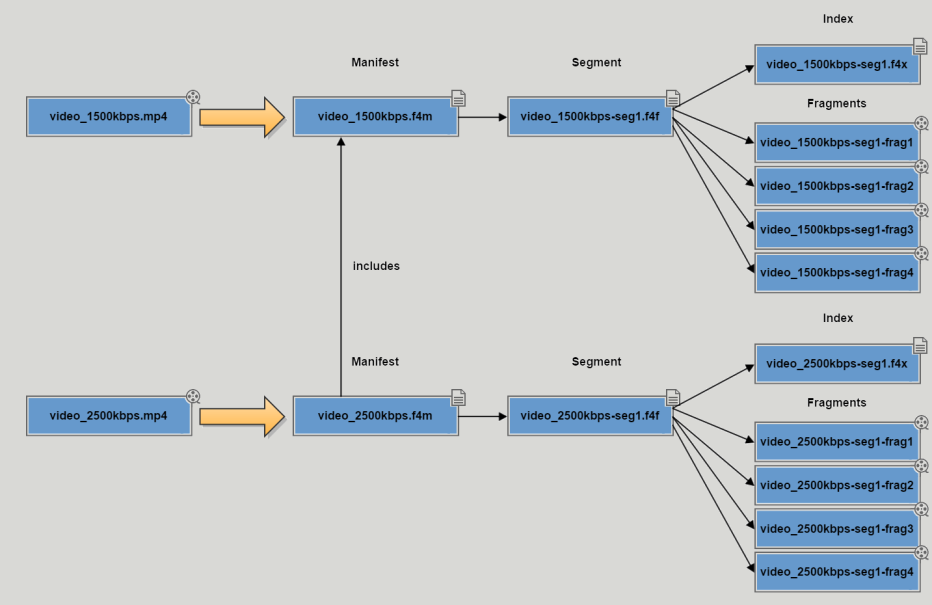 Index
video_1500kbps-seg1.f4x
Manifest
Segment
Fragments
video_1500kbps.mp4
video_1500kbps.f4m
video_1500kbps-seg1.f4f
video_1500kbps-seg1-frag1
video_1500kbps-seg1-frag2
video_1500kbps-seg1-frag3
video_1500kbps-seg1-frag4
includes
Index
Manifest
Segment
video_2500kbps-seg1.f4x
Fragments
video_2500kbps.mp4
video_2500kbps.f4m
video_2500kbps-seg1.f4f
video_2500kbps-seg1-frag1
video_2500kbps-seg1-frag2
video_2500kbps-seg1-frag3
video_2500kbps-seg1-frag4